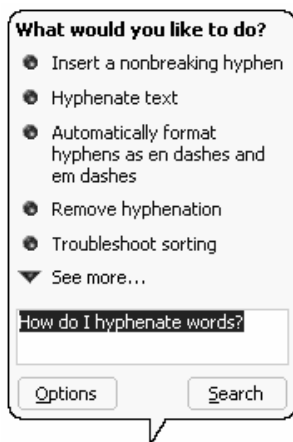 What would you like to do?
Insert a nonbreaking hyphen
Hyphenate text
Automatically format
hyphens as en dashes and
em dashes
Remove hyphenation
Troubleshoot sorting
See more...
How do I hyphenate words?
Options Search